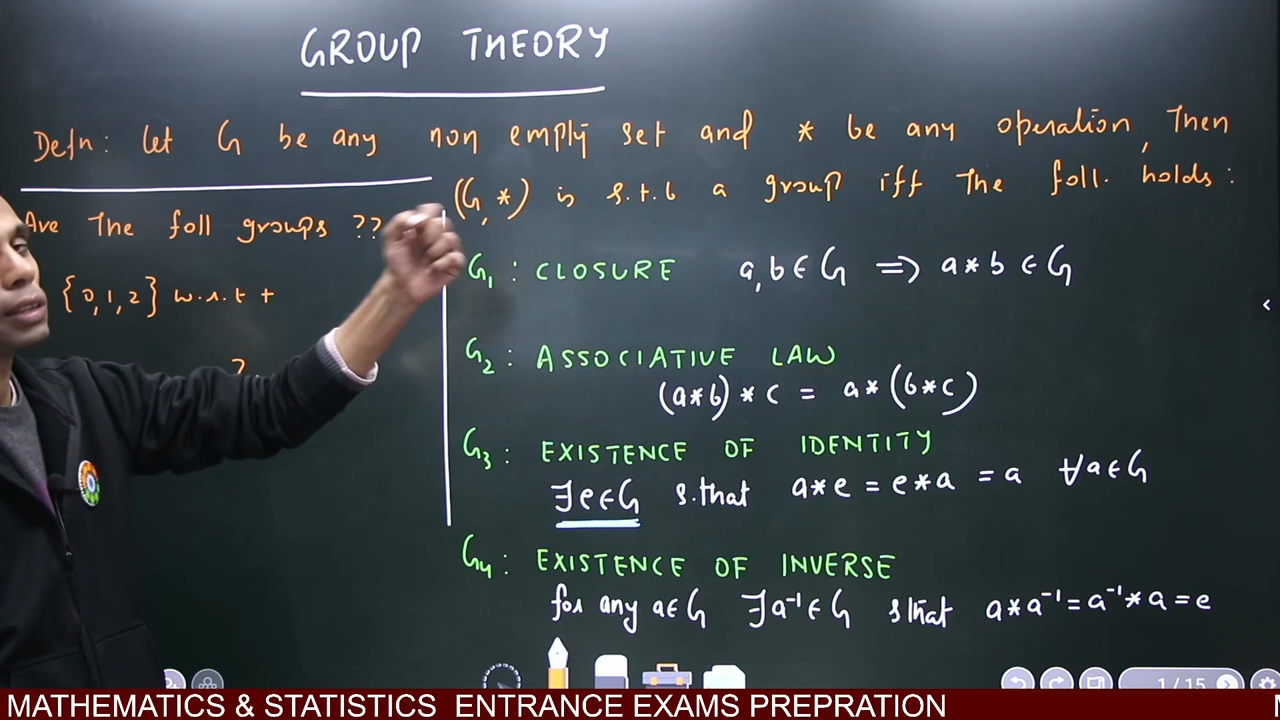 GROUP THEORY
Defn: Let G be any non empty set and * be any operation, Then
(G, *) is s.t.b a group iff The foll. holds:
Are The foll groups ??
{0,1,2} w.r.t +
?
G₁ : CLOSURE a,b∈G ⇒ a*b ∈ G
G₂ : ASSOCIATIVE LAW
(a*b)*c = a*(b*c)
G₃ : EXISTENCE OF IDENTITY
∃e∈G s.that a*e = e*a = a ∀a∈G
G₄ : EXISTENCE OF INVERSE
for any a∈G ∃a⁻¹∈G s.that a*a⁻¹=a⁻¹*a=e
1/15
MATHEMATICS & STATISTICS ENTRANCE EXAMS PREPRATION